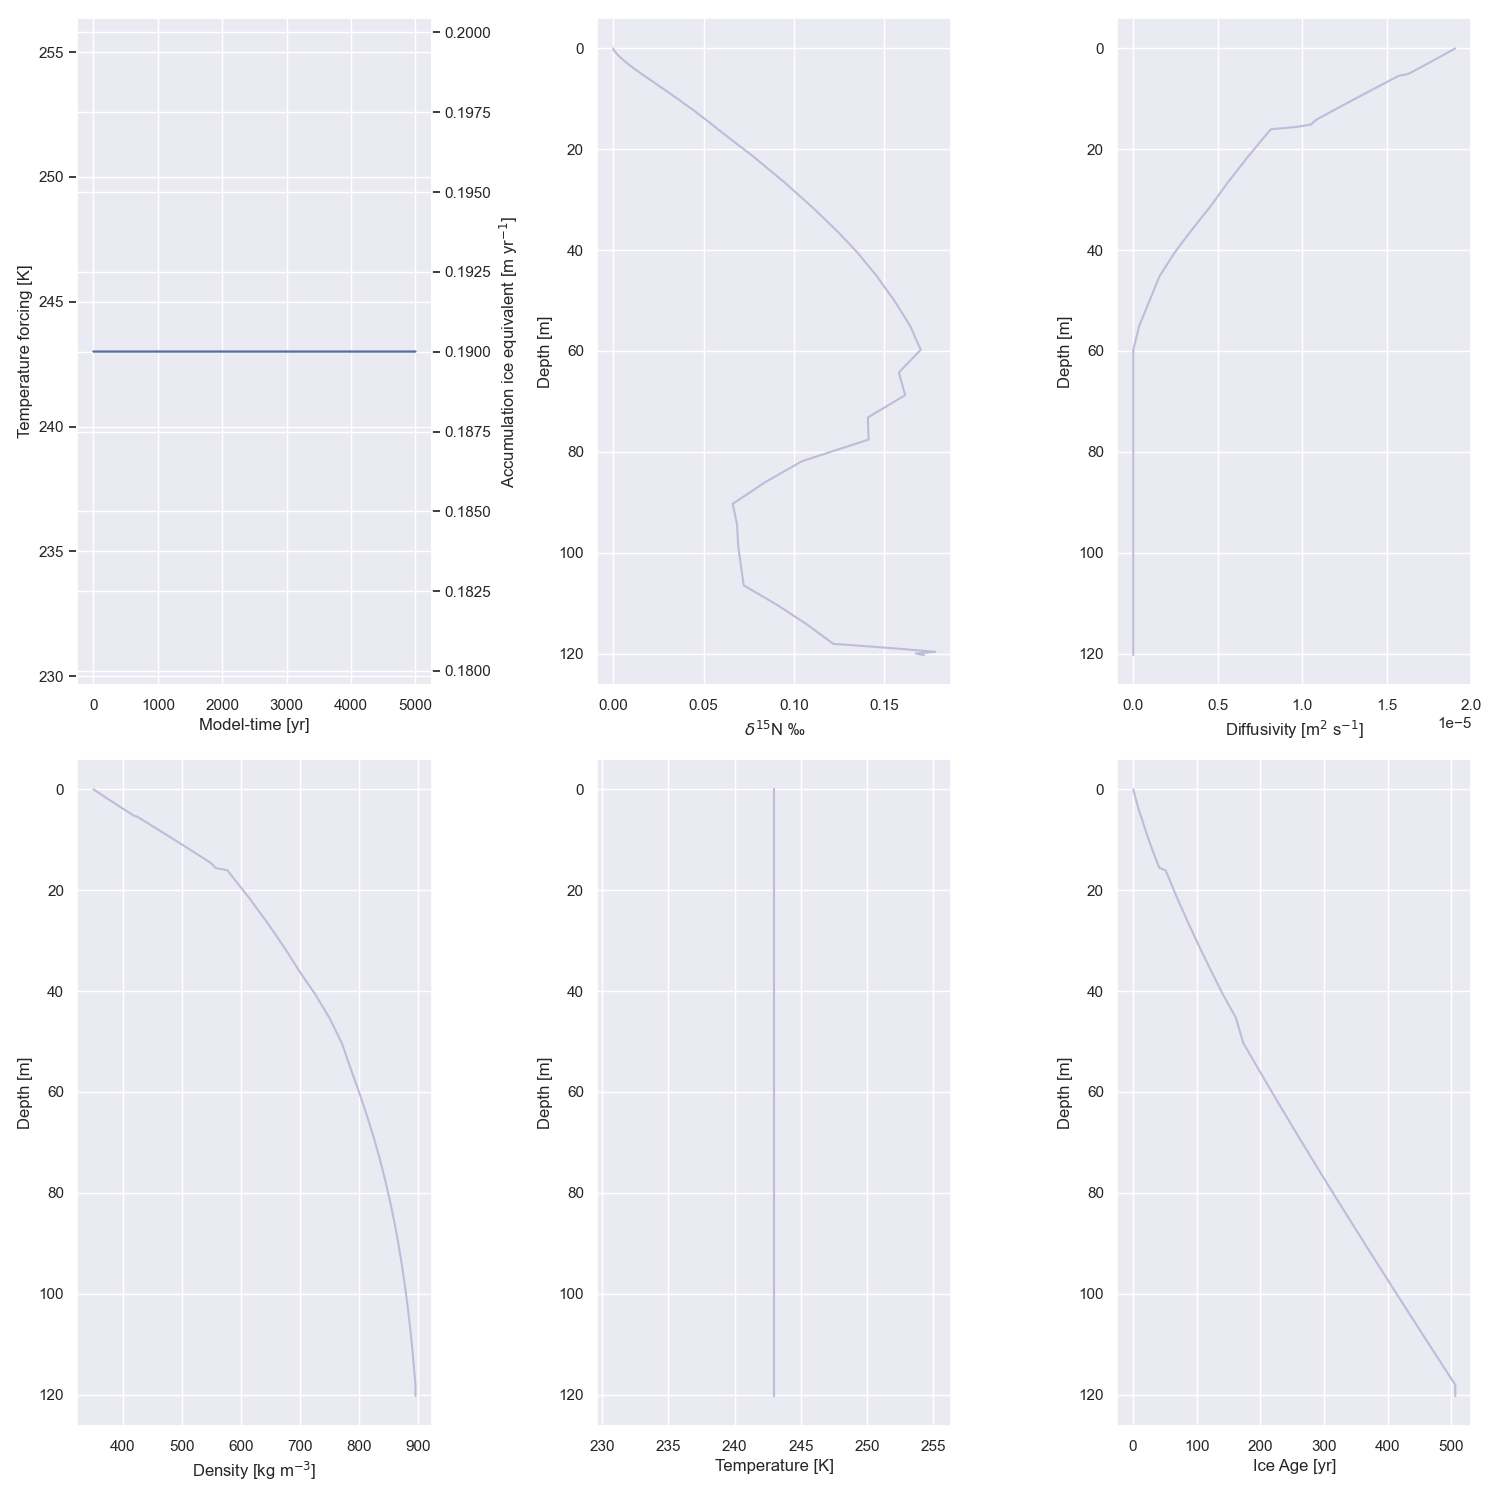 255
250
245
240
235
230
Temperature forcing [K]
0 1000 2000 3000 4000 5000
Model-time [yr]
0.2000
0.1975
0.1950
0.1925
0.1900
0.1875
0.1850
0.1825
0.1800
Accumulation ice equivalent [m yr⁻¹]
0
20
40
60
80
100
120
Depth [m]
0.00 0.05 0.10 0.15
δ¹⁵N ‰
0
20
40
60
80
100
120
Depth [m]
0.0 0.5 1.0 1.5 2.0
1e−5
Diffusivity [m² s⁻¹]
0
20
40
60
80
100
120
Depth [m]
400 500 600 700 800 900
Density [kg m⁻³]
0
20
40
60
80
100
120
Depth [m]
230 235 240 245 250 255
Temperature [K]
0
20
40
60
80
100
120
Depth [m]
0 100 200 300 400 500
Ice Age [yr]